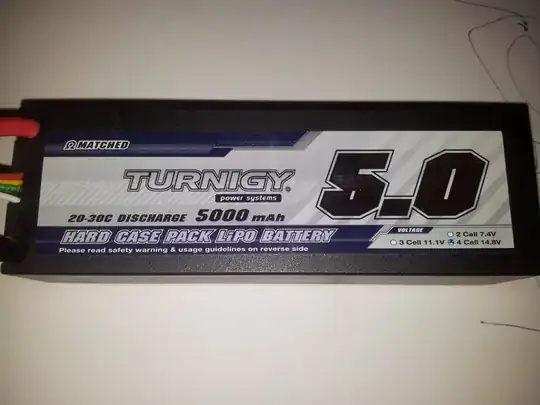 Ω MATCHED
TURNIGY®
power systems
5.0
20-30C DISCHARGE 5000 mAh
HARD CASE PACK LiPO BATTERY
Please read safety warning & usage guidelines on reverse side
VOLTAGE
2 Cell 7.4V
3 Cell 11.1V 4 Cell 14.8V